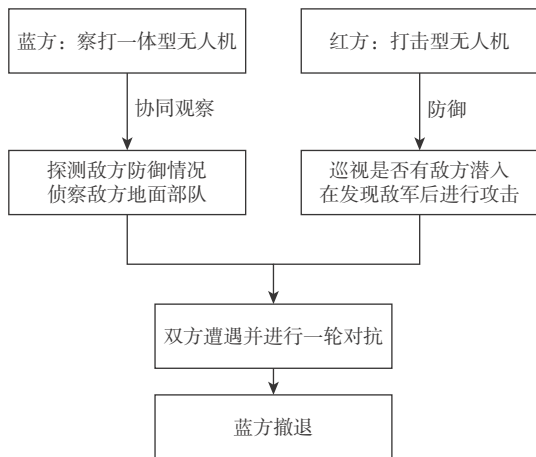 蓝方：察打一体型无人机
红方：打击型无人机
协同观察
防御
探测敌方防御情况
侦察敌方地面部队
巡视是否有敌方潜入
在发现敌军后进行攻击
双方遭遇并进行一轮对抗
蓝方撤退